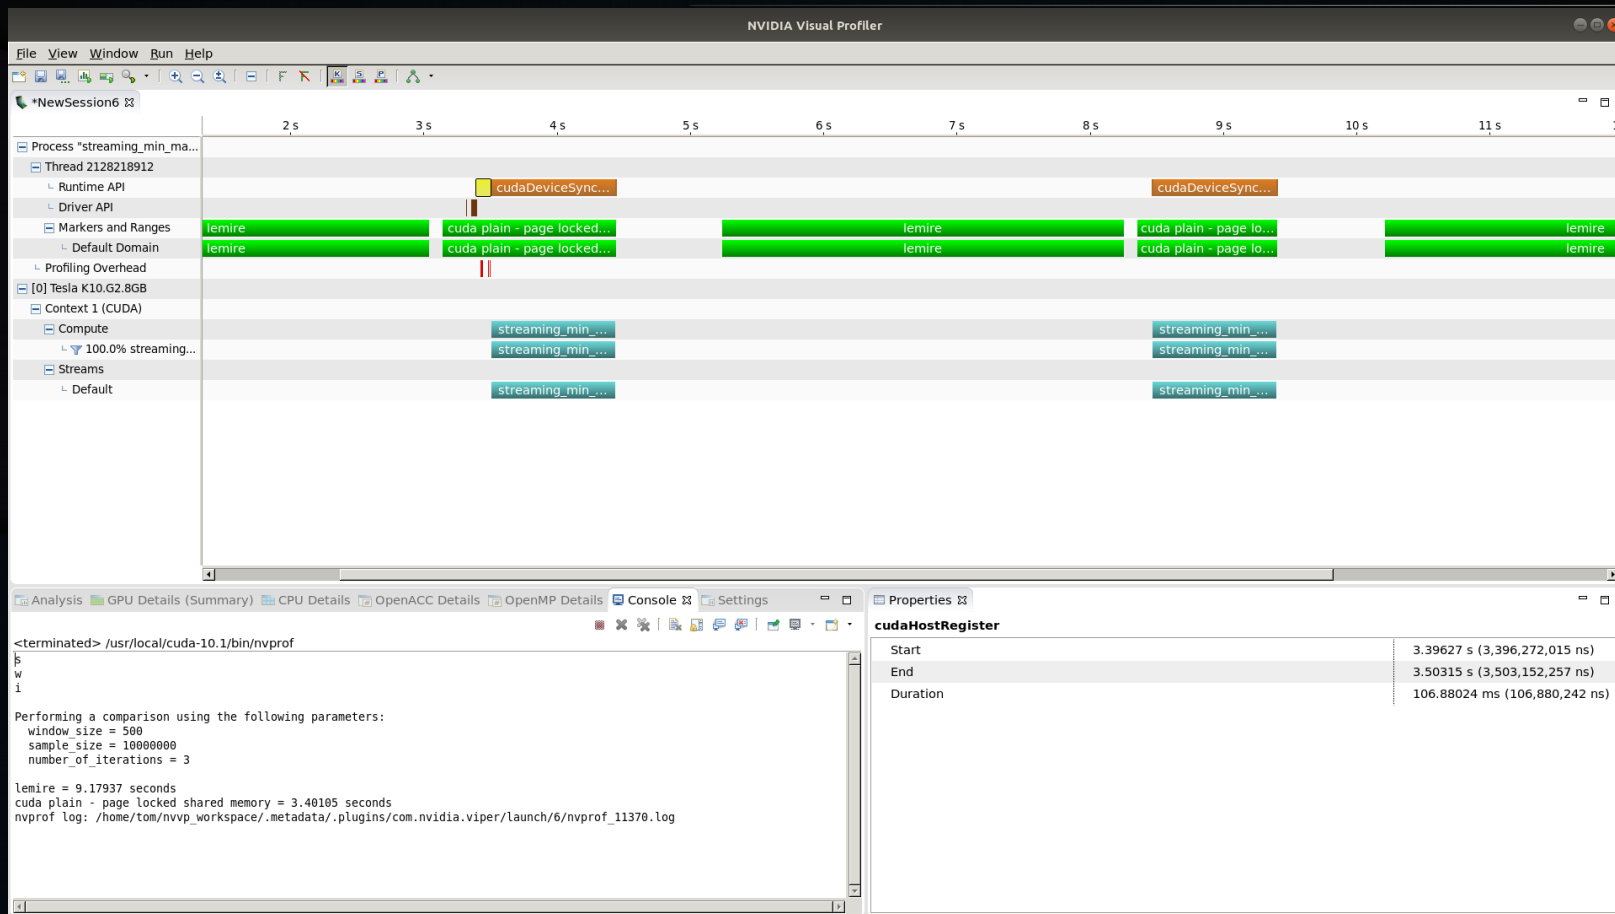 NVIDIA Visual Profiler
File View Window Run Help
K S P
*NewSession6
2 s 3 s 4 s 5 s 6 s 7 s 8 s 9 s 10 s 11 s
Process "streaming_min_ma...
Thread 2128218912
Runtime API cudaDeviceSync... cudaDeviceSync...
Driver API
Markers and Ranges lemire cuda plain - page locked... lemire cuda plain - page lo... lemire
Default Domain lemire cuda plain - page locked... lemire cuda plain - page lo... lemire
Profiling Overhead
[0] Tesla K10.G2.8GB
Context 1 (CUDA)
Compute streaming_min_... streaming_min_...
100.0% streaming... streaming_min_... streaming_min_...
Streams
Default streaming_min_... streaming_min_...
Analysis GPU Details (Summary) CPU Details OpenACC Details OpenMP Details Console Settings
<terminated> /usr/local/cuda-10.1/bin/nvprof
s
w
i
Performing a comparison using the following parameters:
window_size = 500
sample_size = 10000000
number_of_iterations = 3
lemire = 9.17937 seconds
cuda plain - page locked shared memory = 3.40105 seconds
nvprof log: /home/tom/nvvp_workspace/.metadata/.plugins/com.nvidia.viper/launch/6/nvprof_11370.log
Properties
cudaHostRegister
Start 3.39627 s (3,396,272,015 ns)
End 3.50315 s (3,503,152,257 ns)
Duration 106.88024 ms (106,880,242 ns)